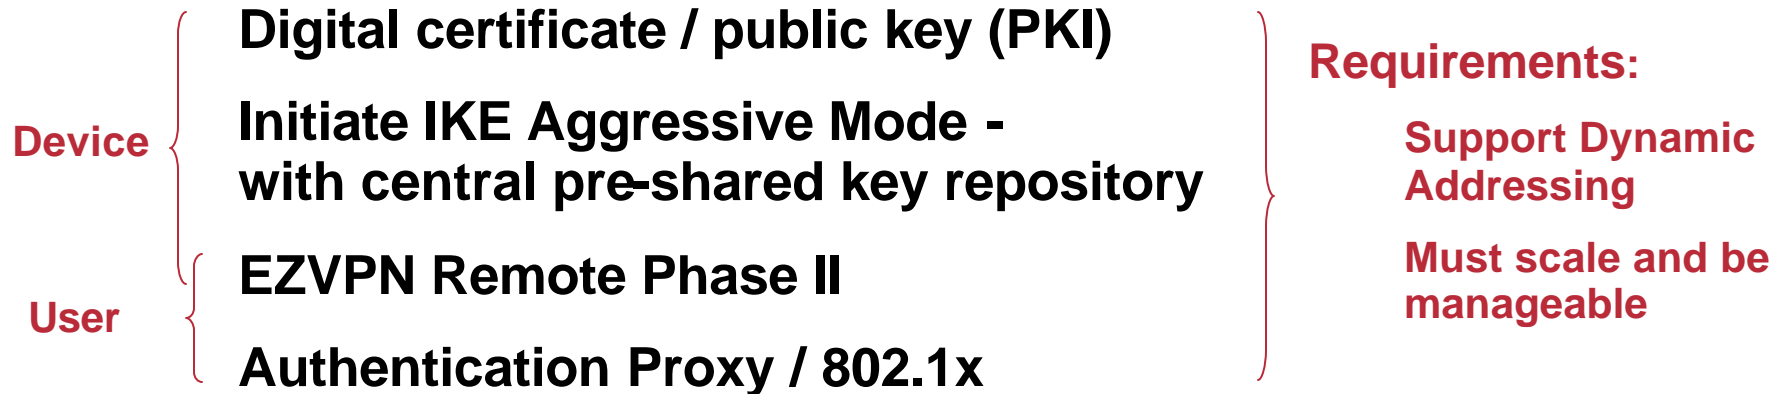 Device
User
Digital certificate / public key (PKI)
Initiate IKE Aggressive Mode -
with central pre-shared key repository
EZVPN Remote Phase II
Authentication Proxy / 802.1x
Requirements:
Support Dynamic
Addressing
Must scale and be
manageable